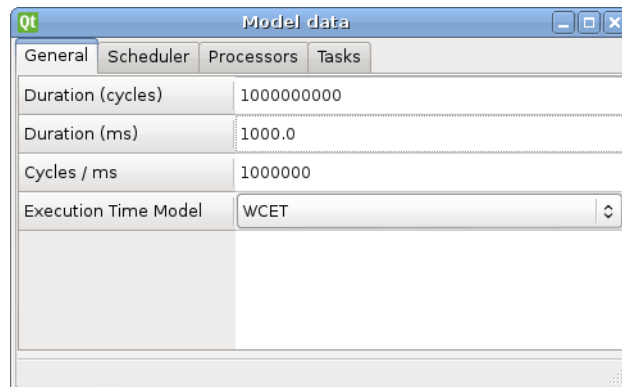 Qt Model data
General Scheduler Processors Tasks
Duration (cycles) 1000000000
Duration (ms) 1000.0
Cycles / ms 1000000
Execution Time Model WCET